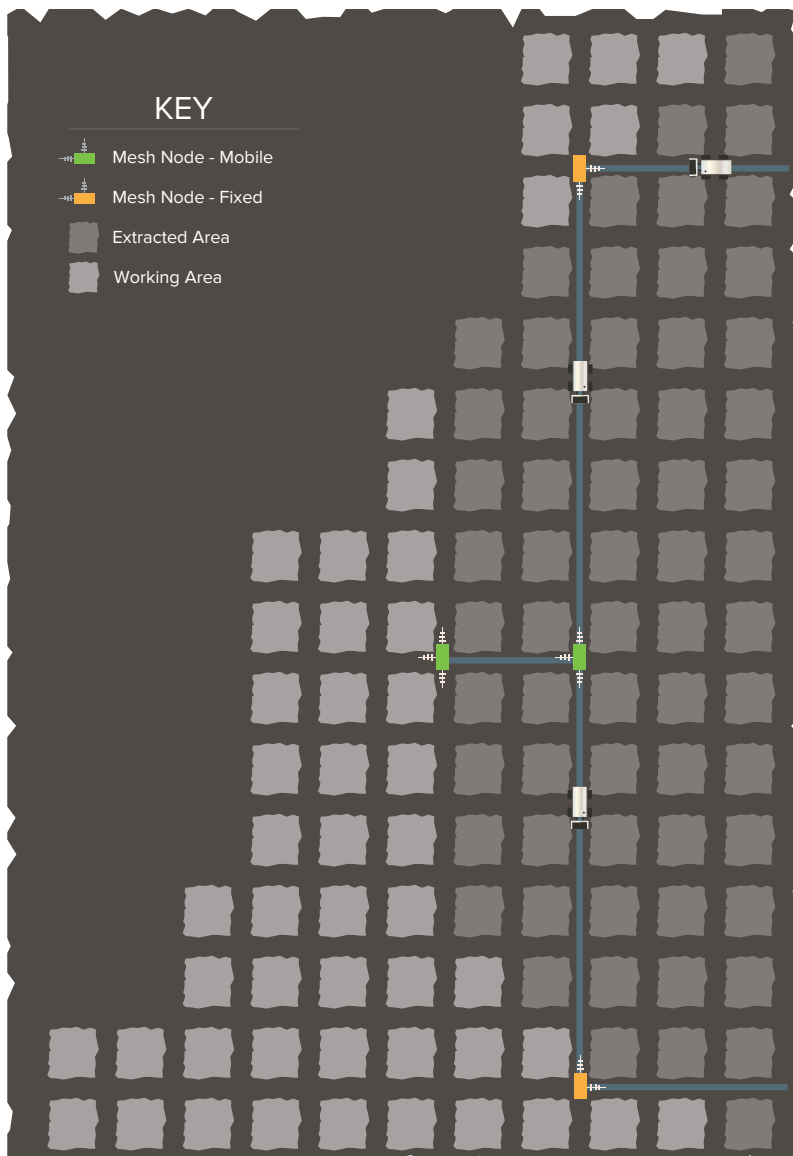 KEY
Mesh Node - Mobile
Mesh Node - Fixed
Extracted Area
Working Area